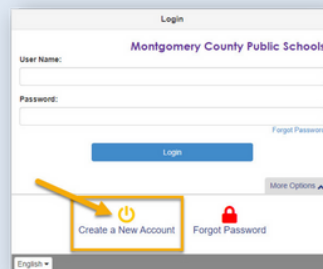 Login
Montgomery County Public Schools
User Name:
Password:
Forgot Password
Login
More Options
Create a New Account
Forgot Password
English